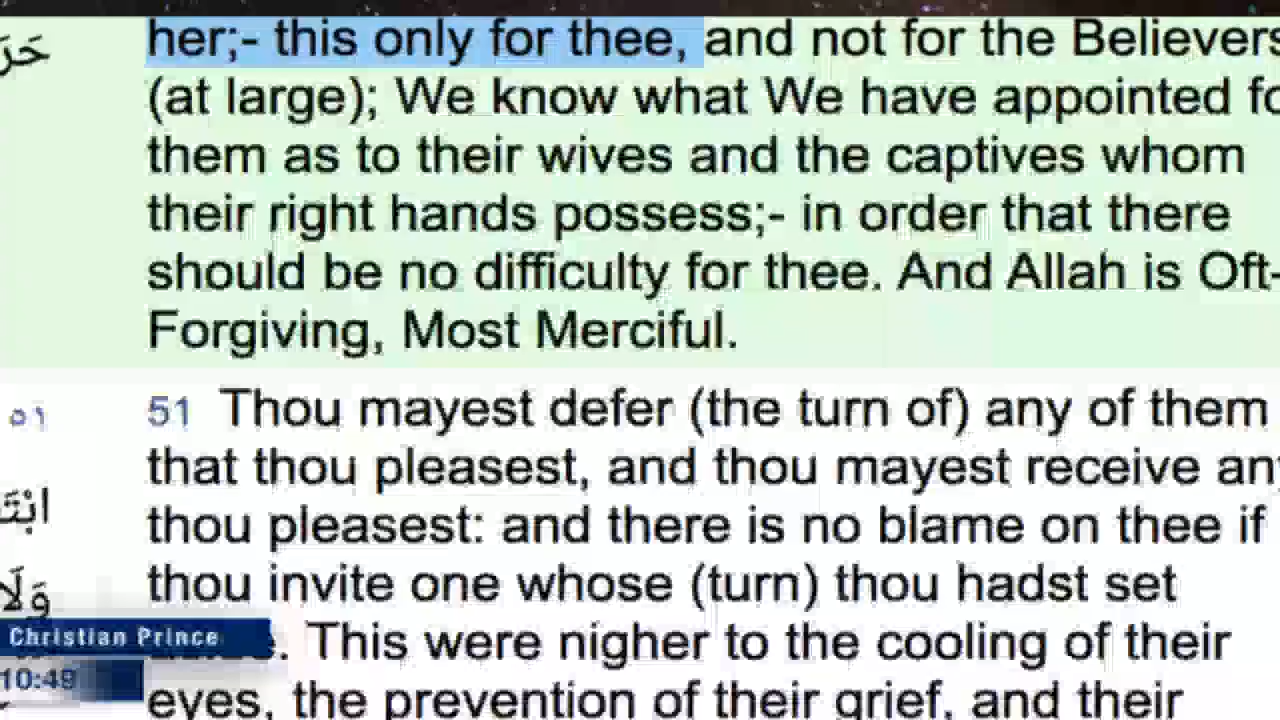 her;- this only for thee, and not for the Believers
(at large); We know what We have appointed fo
them as to their wives and the captives whom
their right hands possess;- in order that there
should be no difficulty for thee. And Allah is Oft-
Forgiving, Most Merciful.
51 Thou mayest defer (the turn of) any of them
that thou pleasest, and thou mayest receive any
thou pleasest: and there is no blame on thee if
thou invite one whose (turn) thou hadst set
This were nigher to the cooling of their
eyes, the prevention of their grief, and their
حَرَ
٥١
ابْتَ
وَلَا
Christian Prince
10:49